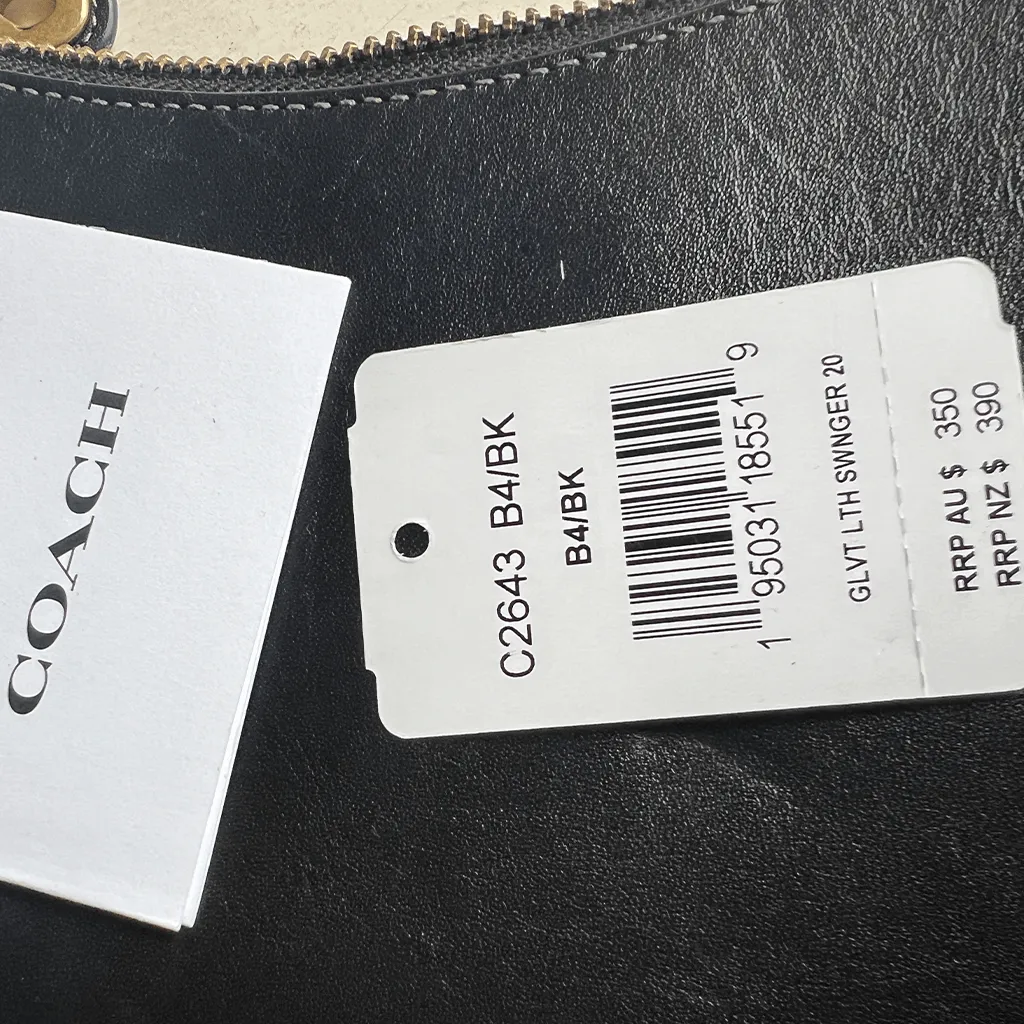 COACH
C2643 B4/BK
B4/BK
1 95031 18551 9
GLVT LTH SWNGER 20
RRP AU $ 350
RRP NZ $ 390